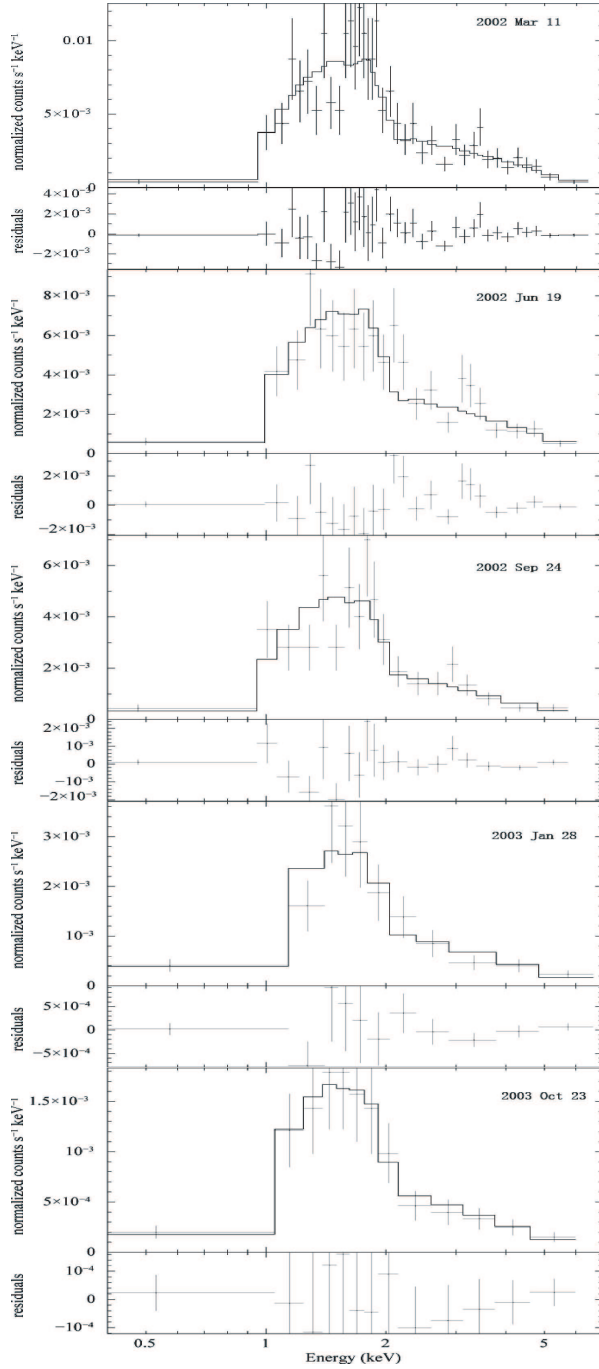 0.01
2002 Mar 11
normalized counts s⁻¹ keV⁻¹
5×10⁻³
0
4×10⁻³
2×10⁻³
residuals
0
−2×10⁻³
8×10⁻³
2002 Jun 19
normalized counts s⁻¹ keV⁻¹
6×10⁻³
4×10⁻³
2×10⁻³
0
2×10⁻³
residuals
0
−2×10⁻³
6×10⁻³
2002 Sep 24
normalized counts s⁻¹ keV⁻¹
4×10⁻³
2×10⁻³
0
2×10⁻³
10⁻³
residuals
0
−10⁻³
−2×10⁻³
3×10⁻³
2003 Jan 28
normalized counts s⁻¹ keV⁻¹
2×10⁻³
10⁻³
0
5×10⁻⁴
residuals
0
−5×10⁻⁴
1.5×10⁻³
2003 Oct 23
normalized counts s⁻¹ keV⁻¹
10⁻³
5×10⁻⁴
0
10⁻⁴
residuals
0
−10⁻⁴
0.5 1 2 5
Energy (keV)